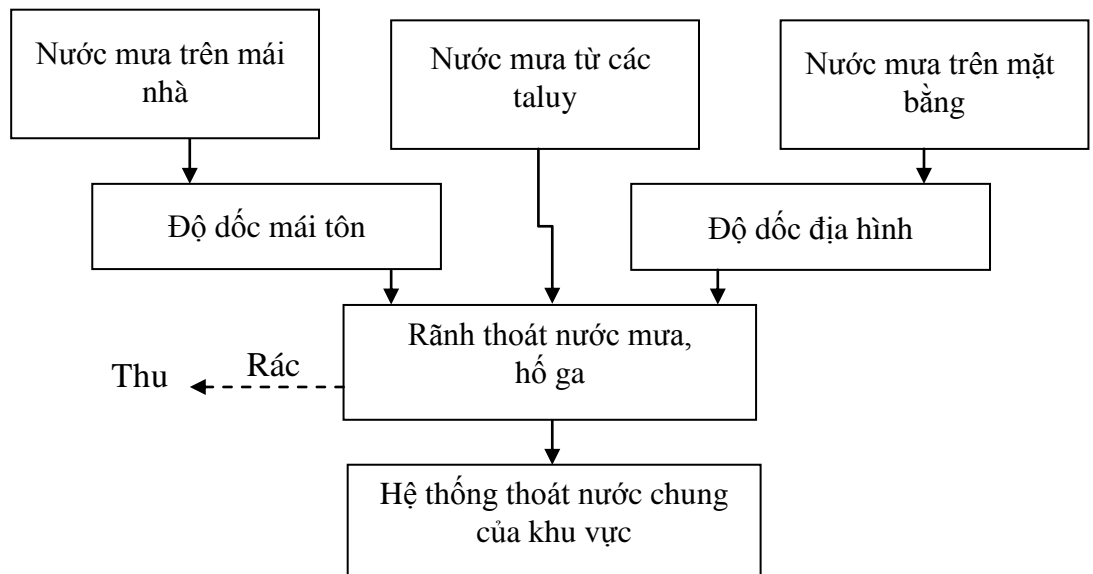 Nước mưa trên mái
nhà
Nước mưa từ các
taluy
Nước mưa trên mặt
bằng
Độ dốc mái tôn
Độ dốc địa hình
Rãnh thoát nước mưa,
hố ga
Thu
Rác
Hệ thống thoát nước chung
của khu vực